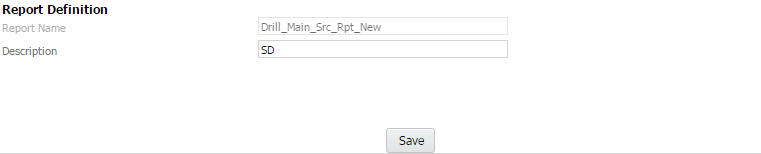 Report Definition
Report Name Drill_Main_Src_Rpt_New
Description SD
Save